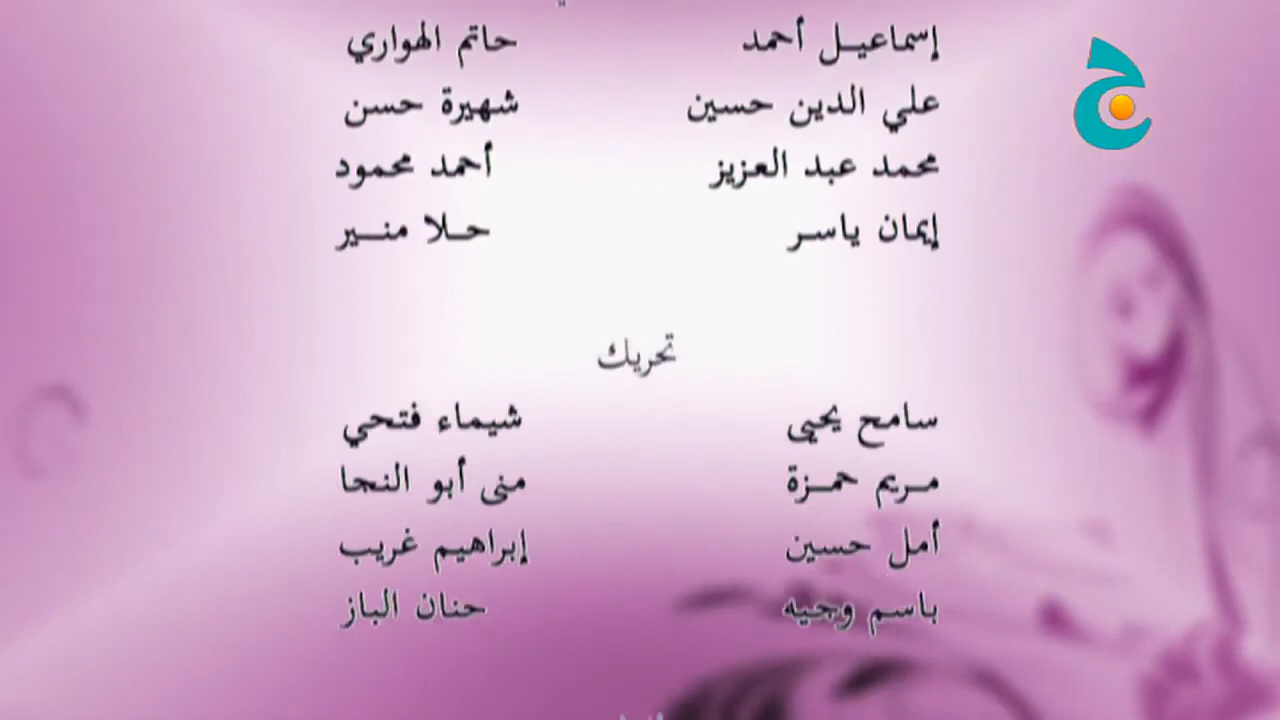 إسماعيل أحمد حاتم الهواري
علي الدين حسين شهيرة حسن
محمد عبد العزيز أحمد محمود
إيمان ياسر حلا منير
تحريك
سامح يحيى شيماء فتحي
مريم حمزة منى أبو النجا
أمل حسين إبراهيم غريب
باسم وجيه حنان الباز